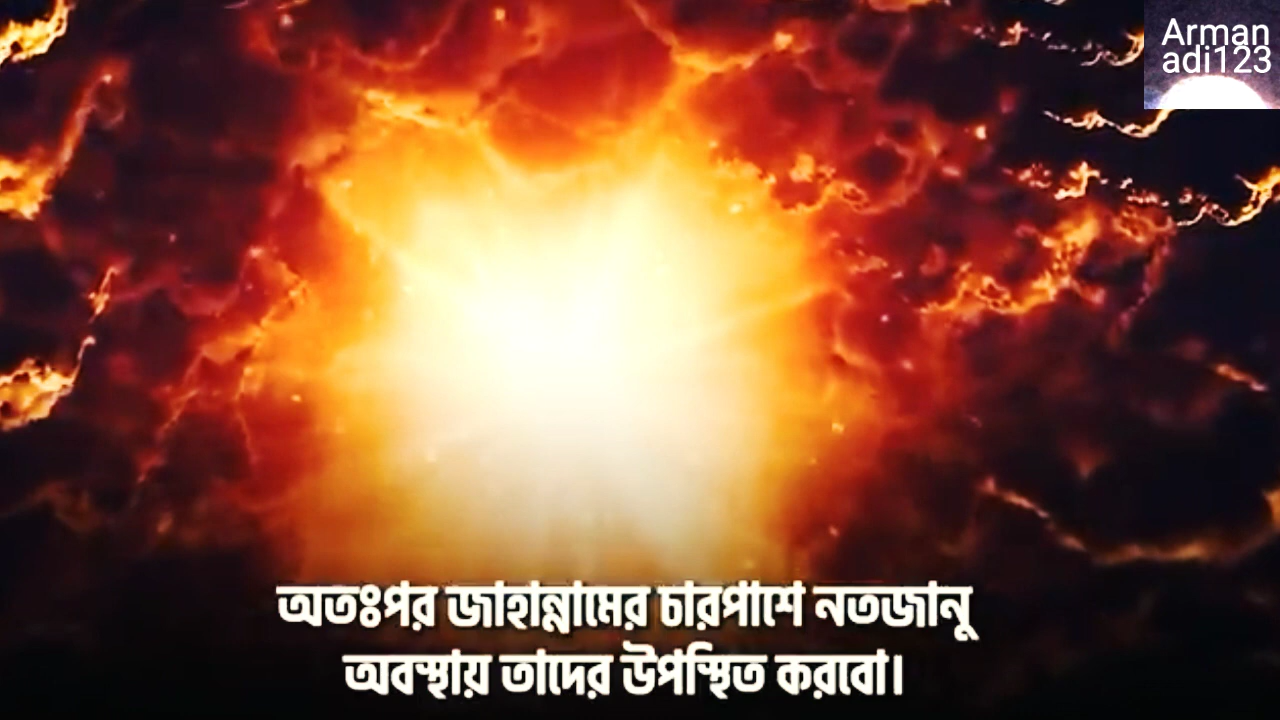 Arman
adi123
অতঃপর জাহান্নামের চারপাশে নতজানু
অবস্থায় তাদের উপস্থিত করবো।